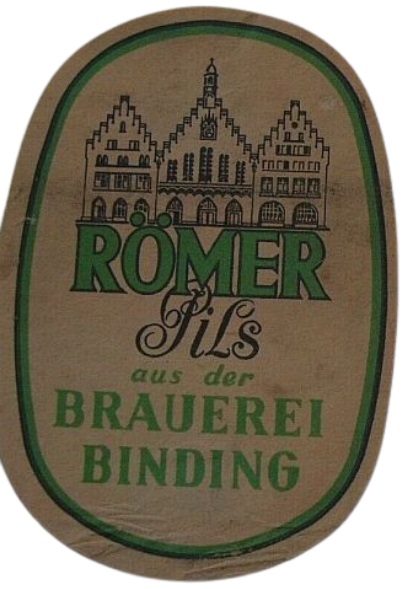 RÖMER
Pils
aus der
BRAUEREI
BINDING